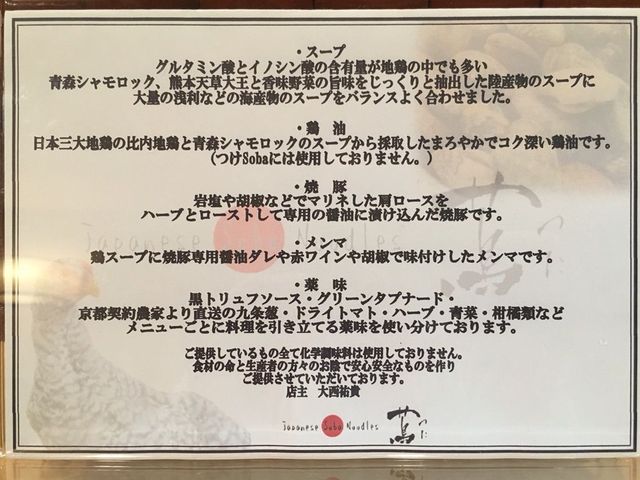 ・スープ
グルタミン酸とイノシン酸の含有量が地鶏の中でも多い
青森シャモロック、熊本天草大王と香味野菜の旨味をじっくりと抽出した陸産物のスープに
大量の浅利などの海産物のスープをバランスよく合わせました。
・鶏 油
日本三大地鶏の比内地鶏と青森シャモロックのスープから採取したまろやかでコク深い鶏油です。
（つけSobaには使用しておりません。）
・焼 豚
岩塩や胡椒などでマリネした肩ロースを
ハーブとローストして専用の醤油に漬け込んだ焼豚です。
・メンマ
鶏スープに焼豚専用醤油ダレや赤ワインや胡椒で味付けしたメンマです。
・薬 味
黒トリュフソース・グリーンタプナード・
京都契約農家より直送の九条葱・ドライトマト・ハーブ・青菜・柑橘類など
メニューごとに料理を引き立てる薬味を使い分けております。
ご提供しているもの全て化学調味料は使用しておりません。
食材の命と生産者の方々のお陰で安心安全なものを作り
ご提供させていただいております。
店主 大西祐貴
Japanese Soba Noodles 蔦 つた
Japanese Soba Noodles 蔦 つた